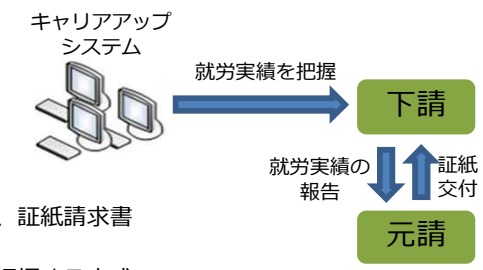 キャリアアップ
システム
就労実績を把握
下請
就労実績の
報告
証紙
交付
元請
、証紙請求書